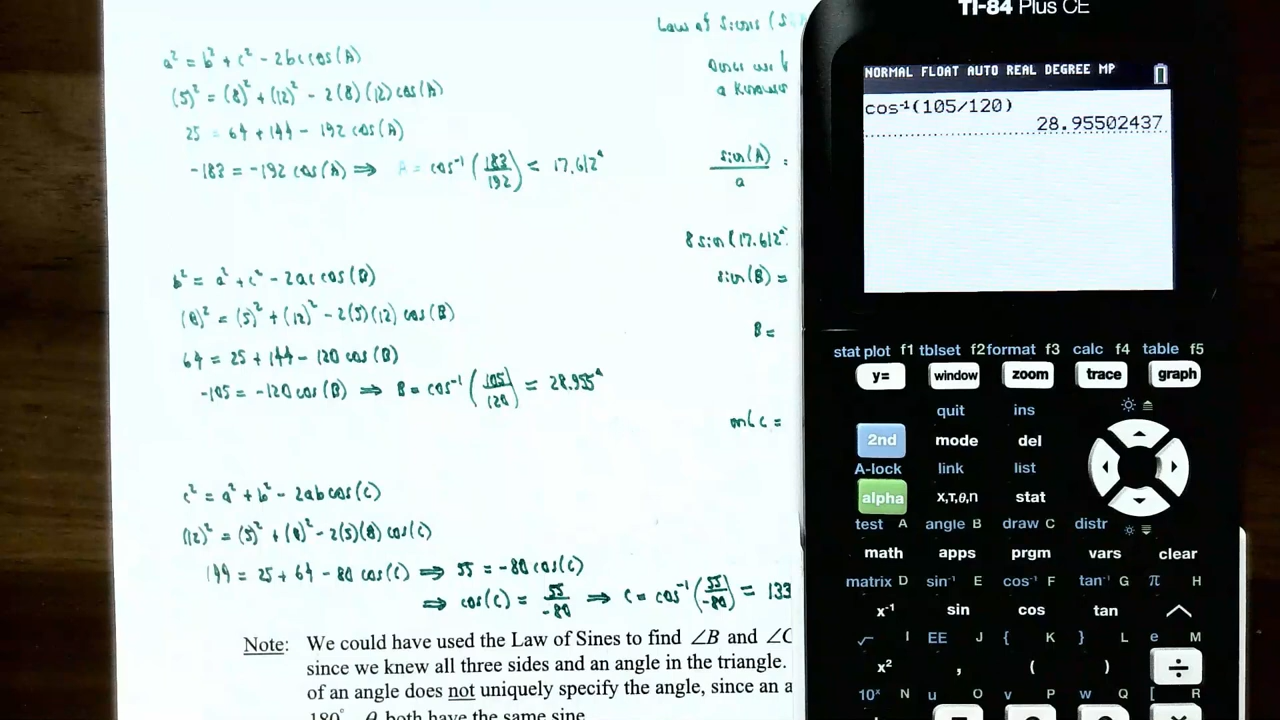 a² = b² + c² - 2bc cos(A)
(5)² = (8)² + (12)² - 2(8)(12) cos(A)
25 = 64 + 144 - 192 cos(A)
-183 = -192 cos(A) ⇒ A = cos⁻¹(183/192) = 17.612°
b² = a² + c² - 2ac cos(B)
(8)² = (5)² + (12)² - 2(5)(12) cos(B)
64 = 25 + 144 - 120 cos(B)
-105 = -120 cos(B) ⇒ B = cos⁻¹(105/120) = 28.955°
c² = a² + b² - 2ab cos(C)
(12)² = (5)² + (8)² - 2(5)(8) cos(C)
144 = 25 + 64 - 80 cos(C) ⇒ 55 = -80 cos(C)
⇒ cos(C) = 55/-80 ⇒ C = cos⁻¹(55/-80) = 133
Note: We could have used the Law of Sines to find ∠B and ∠C
since we knew all three sides and an angle in the triangle.
of an angle does not uniquely specify the angle, since an a
180° - θ both have the same sine
Law of Sines (S
Once we
a known
sin(A)/a =
8 sin(17.612°
sin(B) =
B =
m∠C =
TI-84 Plus CE
NORMAL FLOAT AUTO REAL DEGREE MP
cos⁻¹(105/120)
28.95502437
stat plot f1 tblset f2 format f3 calc f4 table f5
y= window zoom trace graph
quit ins
2nd mode del
A-lock link list
alpha X,T,θ,n stat
test A angle B draw C distr
math apps prgm vars clear
matrix D sin⁻¹ E cos⁻¹ F tan⁻¹ G π H
x⁻¹ sin cos tan ^
√ I EE J { K } L e M
x² , ( ) ÷
10ˣ N u O v P w Q [ R